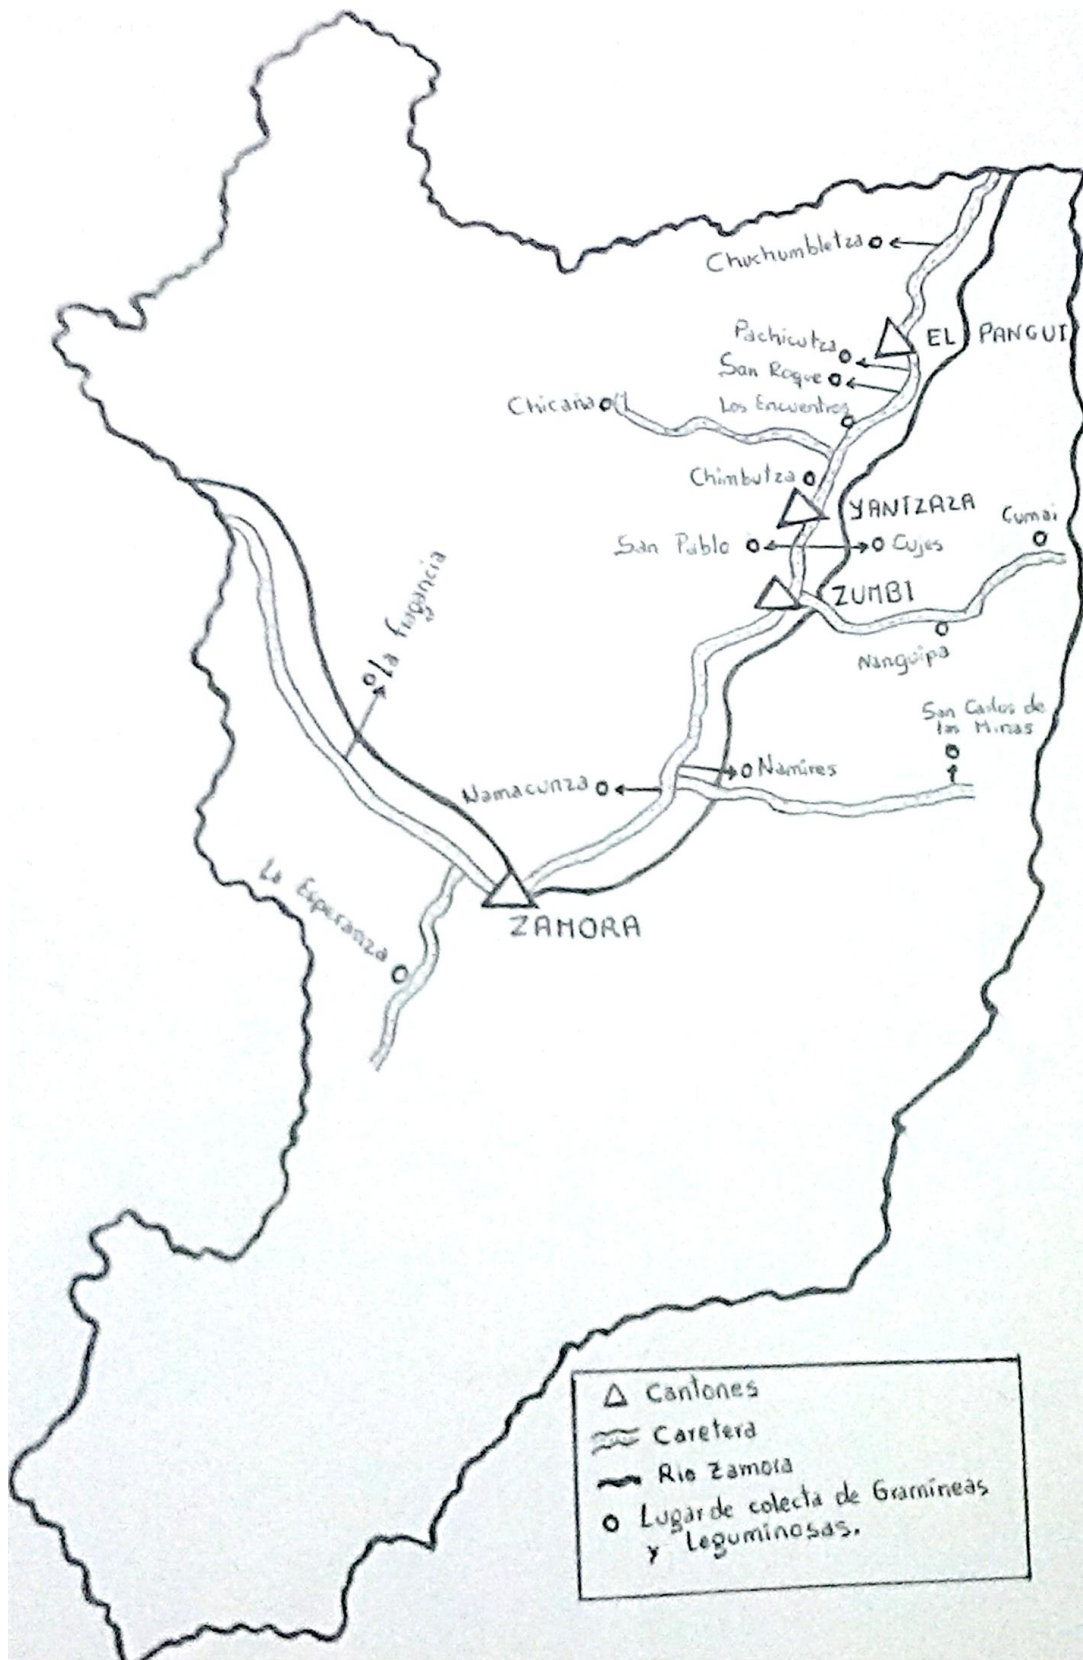 Chuchumbletza
EL PANGUI
Pachicutza
San Roque
Chicaña
Los Encuentros
Chimbutza
YANTZAZA
Cumai
San Pablo
Cujes
ZUMBI
Nanguipa
La fragancia
San Carlos de
las Minas
Namires
Namacunza
La Esperanza
ZAMORA
Cantones
Caretera
Rio Zamora
Lugar de colecta de Gramíneas
y Leguminosas.